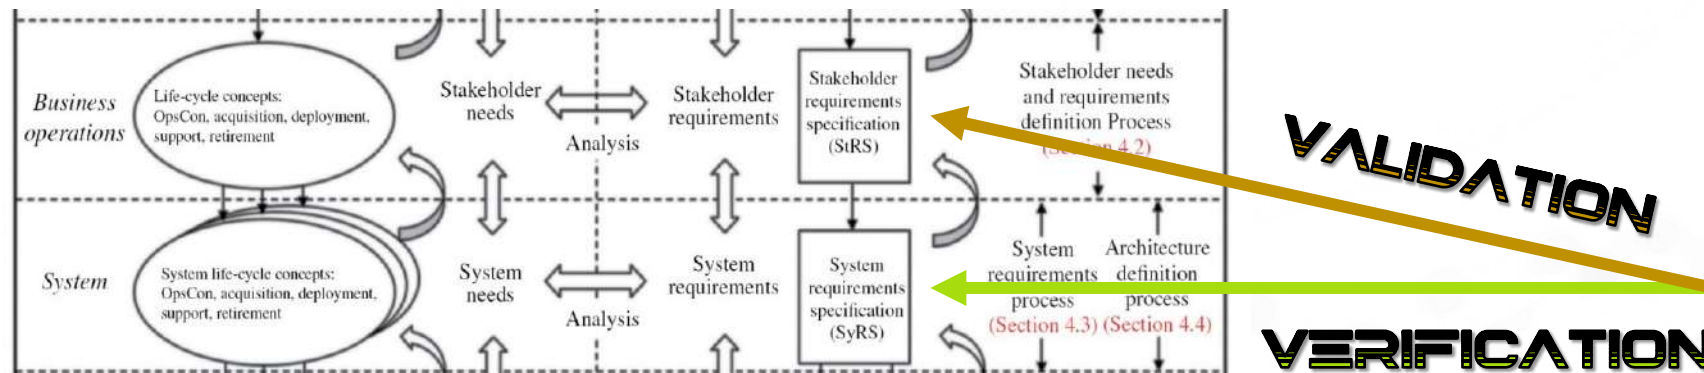 Business
operations
Life-cycle concepts:
OpsCon, acquisition, deployment,
support, retirement
Stakeholder
needs
Analysis
Stakeholder
requirements
Stakeholder
requirements
specification
(StRS)
Stakeholder needs
and requirements
definition Process
(Section 4.2)
VALIDATION
System
System life-cycle concepts:
OpsCon, acquisition, deployment,
support, retirement
System
needs
Analysis
System
requirements
System
requirements
specification
(SyRS)
System
requirements
process
(Section 4.3)
Architecture
definition
process
(Section 4.4)
VERIFICATION